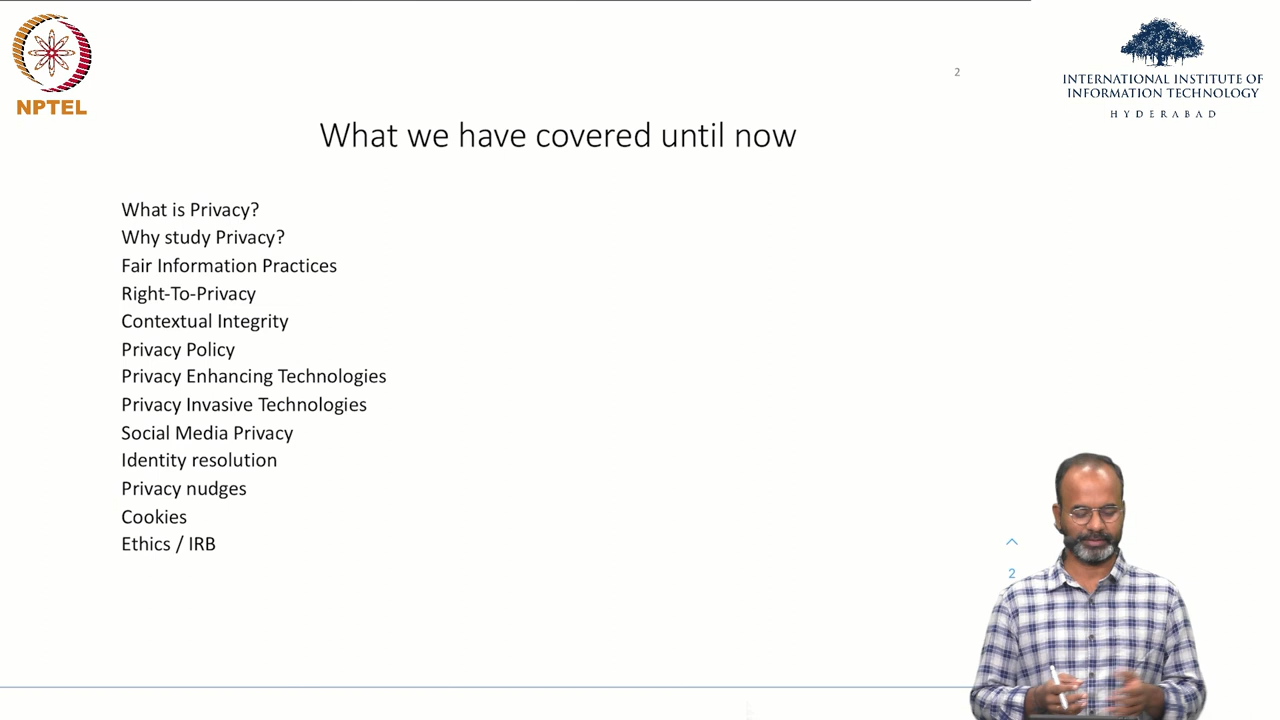 NPTEL
2
INTERNATIONAL INSTITUTE OF
INFORMATION TECHNOLOGY
HYDERABAD
What we have covered until now
What is Privacy?
Why study Privacy?
Fair Information Practices
Right-To-Privacy
Contextual Integrity
Privacy Policy
Privacy Enhancing Technologies
Privacy Invasive Technologies
Social Media Privacy
Identity resolution
Privacy nudges
Cookies
Ethics / IRB
2